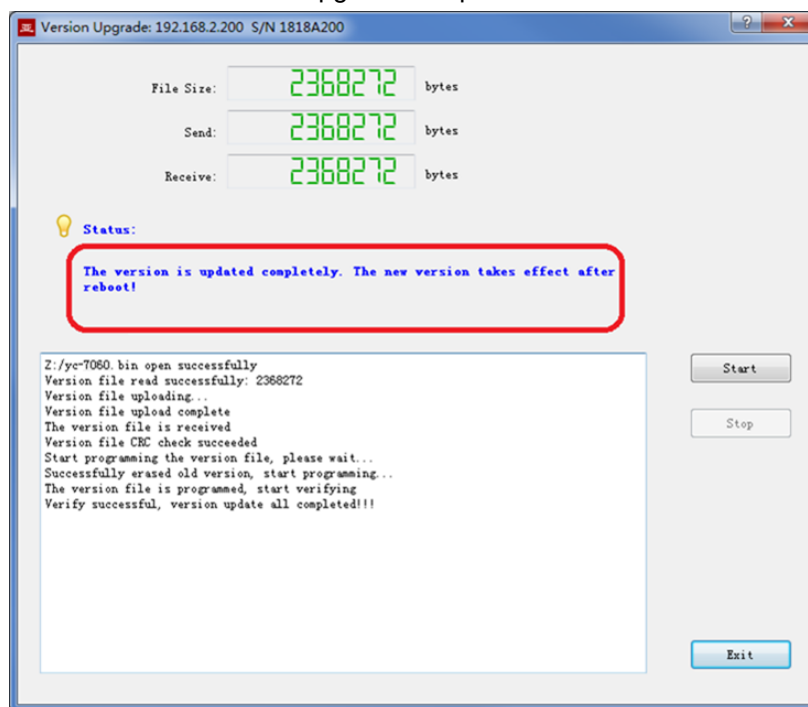 Version Upgrade: 192.168.2.200 S/N 1818A200
File Size: 2368272 bytes
Send: 2368272 bytes
Receive: 2368272 bytes
Status:
The version is updated completely. The new version takes effect after
reboot!
Z:/yc-7060.bin open successfully
Version file read successfully: 2368272
Version file uploading...
Version file upload complete
The version file is received
Version file CRC check succeeded
Start programming the version file, please wait...
Successfully erased old version, start programming...
The version file is programmed, start verifying
Verify successful, version update all completed!!!
Start
Stop
Exit